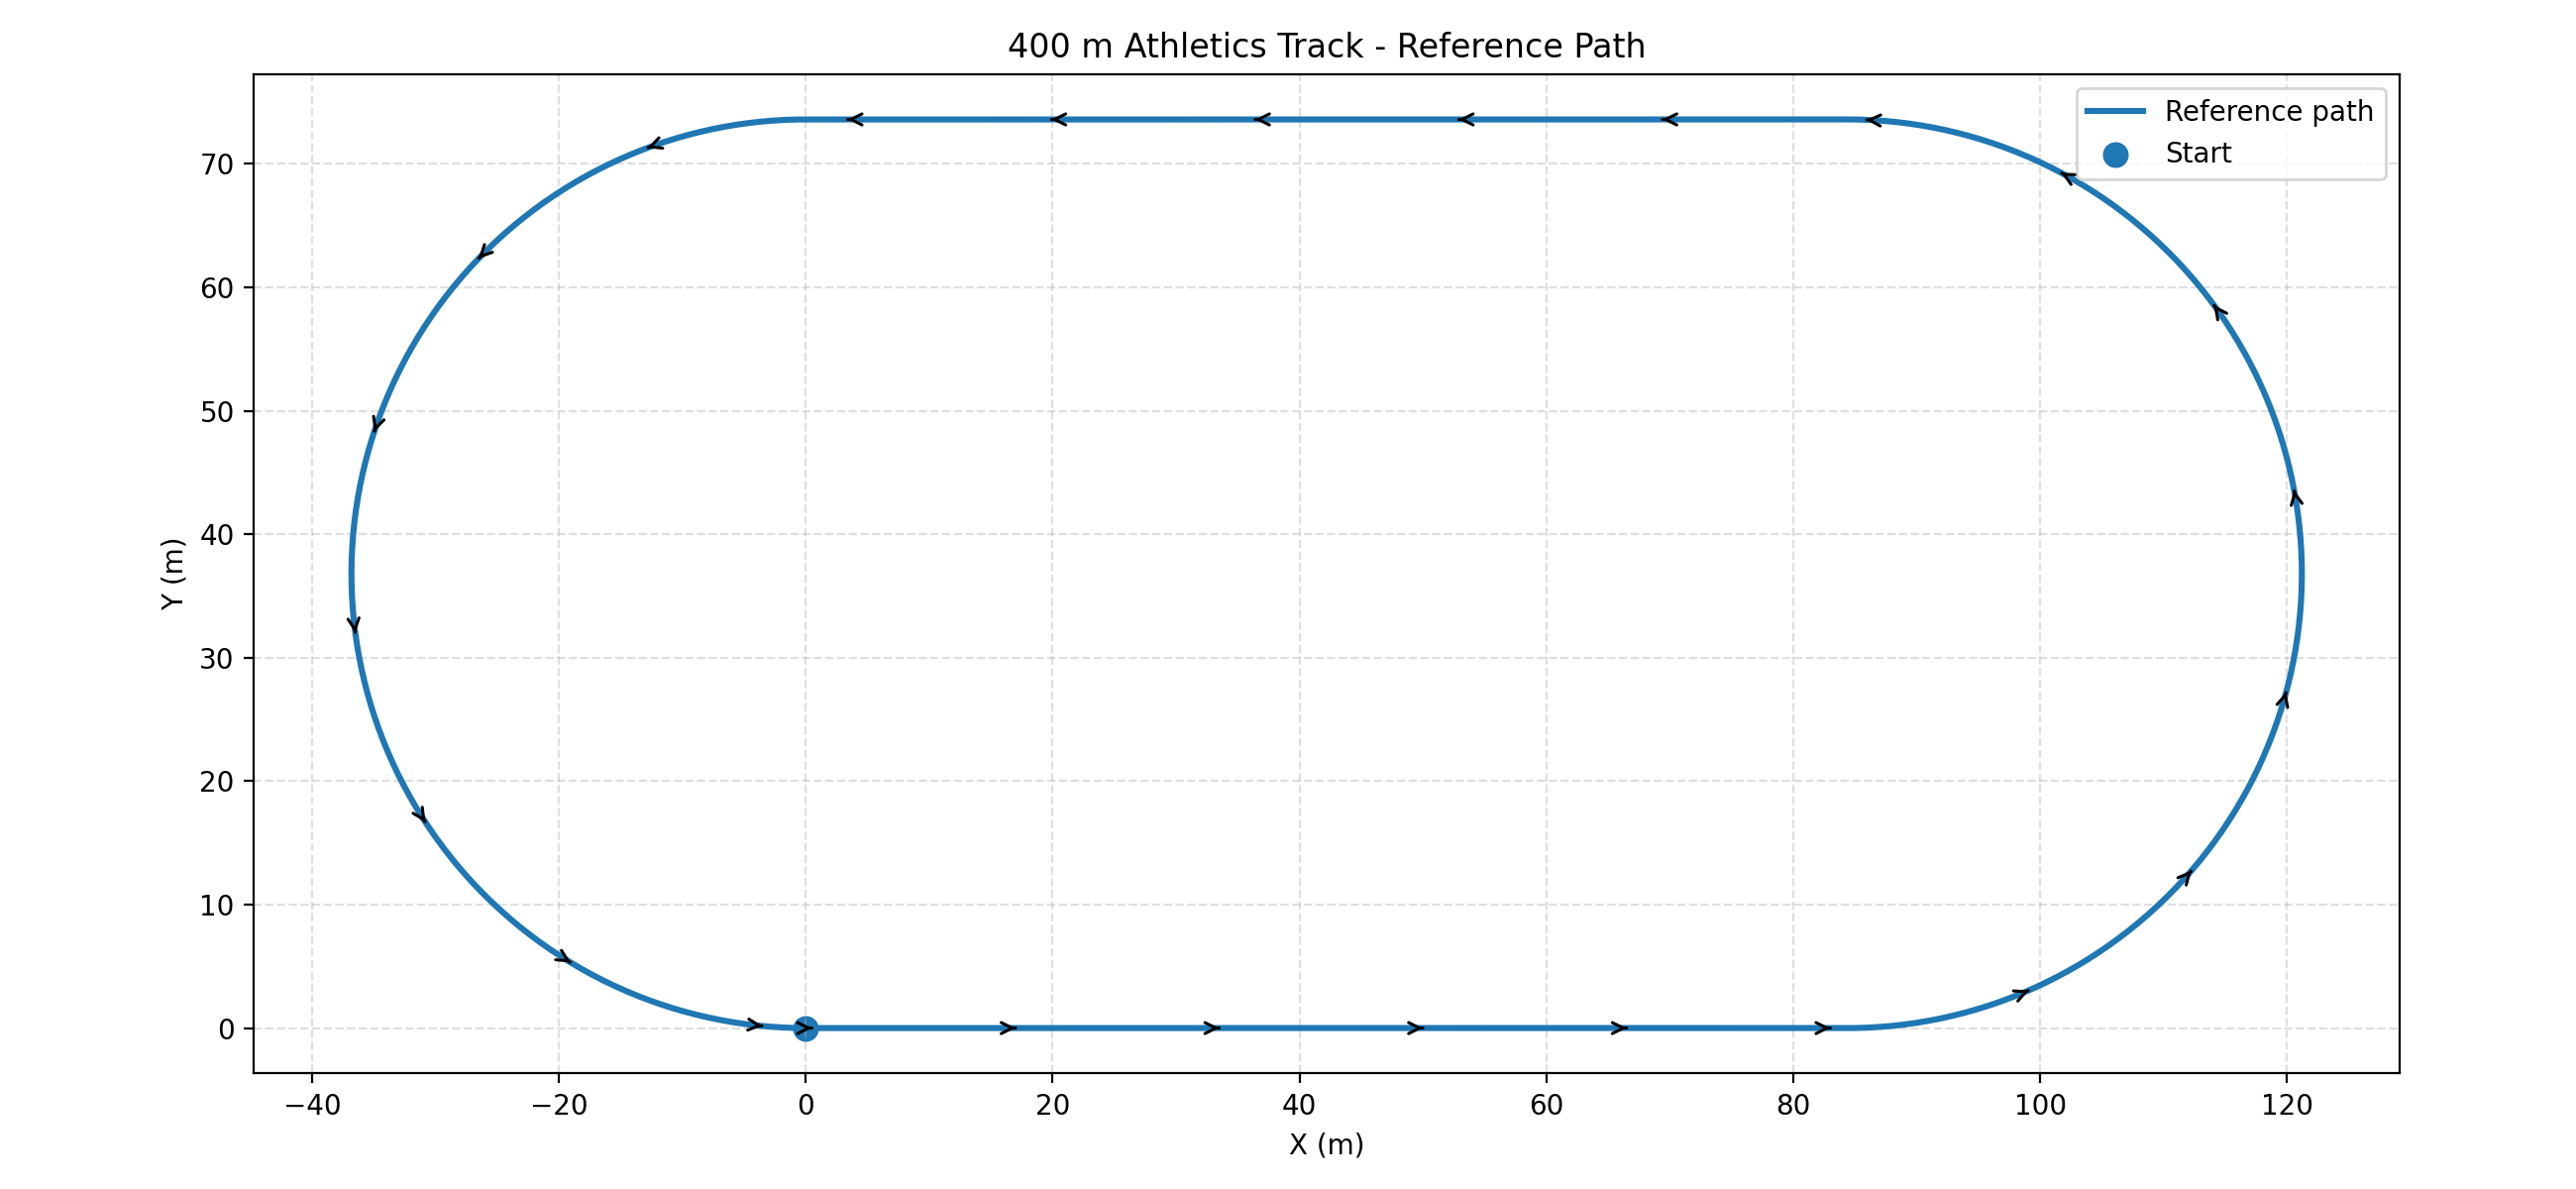 400 m Athletics Track - Reference Path
Reference path
Start
70
60
50
40
30
20
10
0
Y (m)
−40 −20 0 20 40 60 80 100 120
X (m)